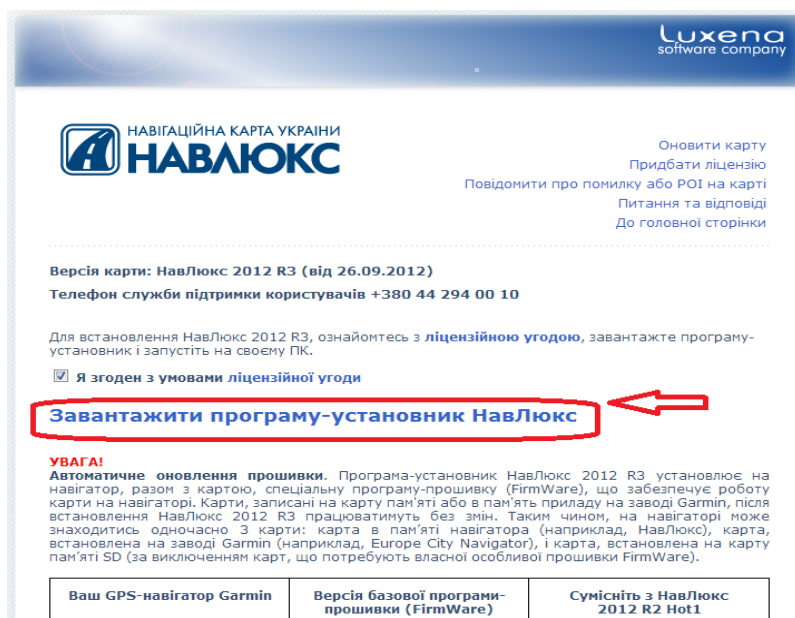 Luxena
software company
НАВІГАЦІЙНА КАРТА УКРАЇНИ
НАВЛЮКС
Оновити карту
Придбати ліцензію
Повідомити про помилку або POI на карті
Питання та відповіді
До головної сторінки
Версія карти: НавЛюкс 2012 R3 (від 26.09.2012)
Телефон служби підтримки користувачів +380 44 294 00 10
Для встановлення НавЛюкс 2012 R3, ознайомтесь з ліцензійною угодою, завантажте програму-
установник і запустіть на своєму ПК.
Я згоден з умовами ліцензійної угоди
Завантажити програму-установник НавЛюкс
УВАГА!
Автоматичне оновлення прошивки. Програма-установник НавЛюкс 2012 R3 установлює на
навігатор, разом з картою, спеціальну програму-прошивку (FirmWare), що забезпечує роботу
карти на навігаторі. Карти, записані на карту пам'яті або в пам'ять приладу на заводі Garmin, після
встановлення НавЛюкс 2012 R3 працюватимуть без змін. Таким чином, на навігаторі може
знаходитись одночасно 3 карти: карта в пам'яті навігатора (наприклад, НавЛюкс), карта,
встановлена на заводі Garmin (наприклад, Europe City Navigator), і карта, встановлена на карту
пам'яті SD (за виключенням карт, що потребують власної особливої прошивки FirmWare).
Ваш GPS-навігатор Garmin
Версія базової програми-
прошивки (FirmWare)
Сумісніть з НавЛюкс
2012 R2 Hot1